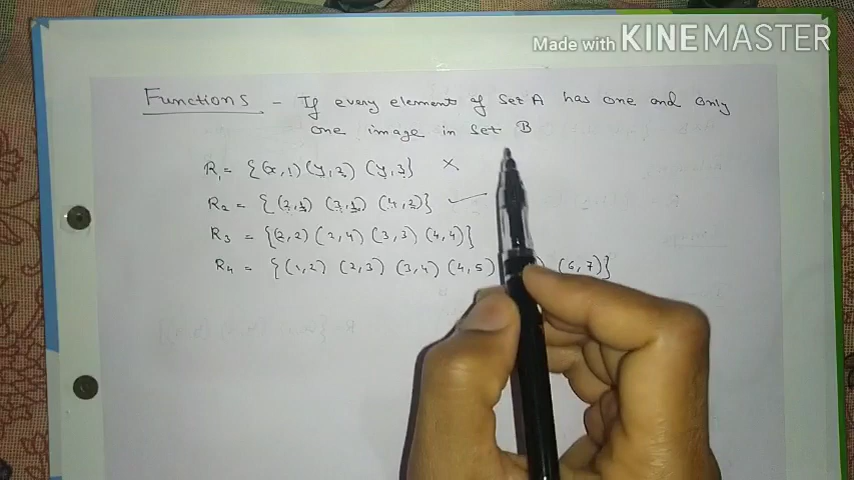 Made with KINEMASTER
Functions - If every element of Set A has one and only
one image in Set B
R1 = {(x,1) (y,2) (y,3} ×
R2 = {(2,1) (3,1) (4,2)} ✓
R3 = {(2,2) (2,4) (3,3) (4,4)}
R4 = {(1,2) (2,3) (3,4) (4,5) (6,7)}